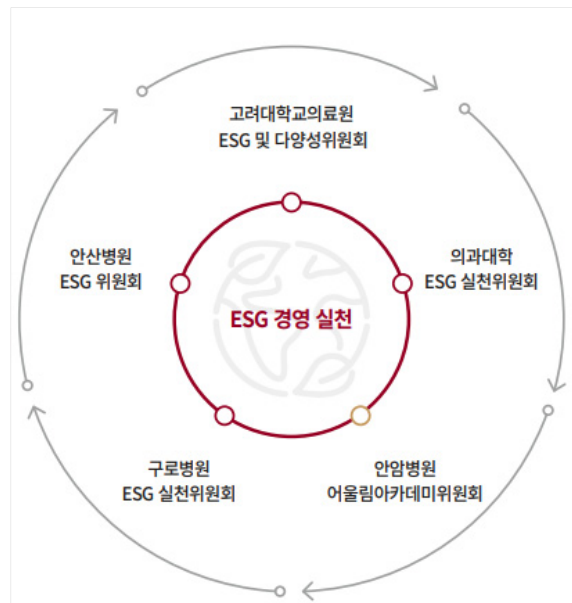 고려대학교의료원
ESG 및 다양성위원회
안산병원
ESG 위원회
의과대학
ESG 실천위원회
ESG 경영 실천
구로병원
ESG 실천위원회
안암병원
어울림아카데미위원회